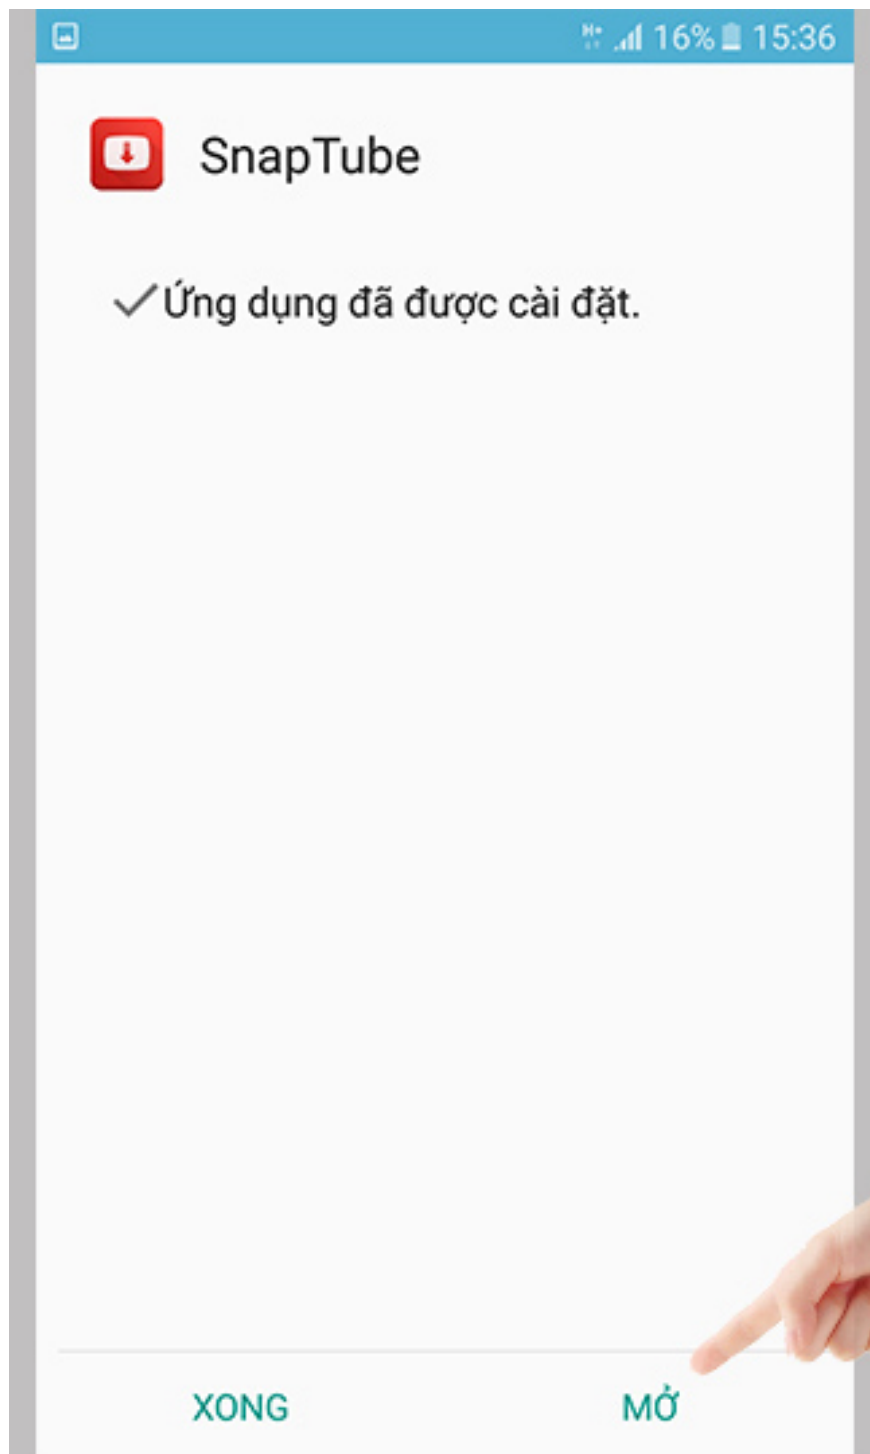 16% 15:36
SnapTube
Ứng dụng đã được cài đặt.
XONG MỞ